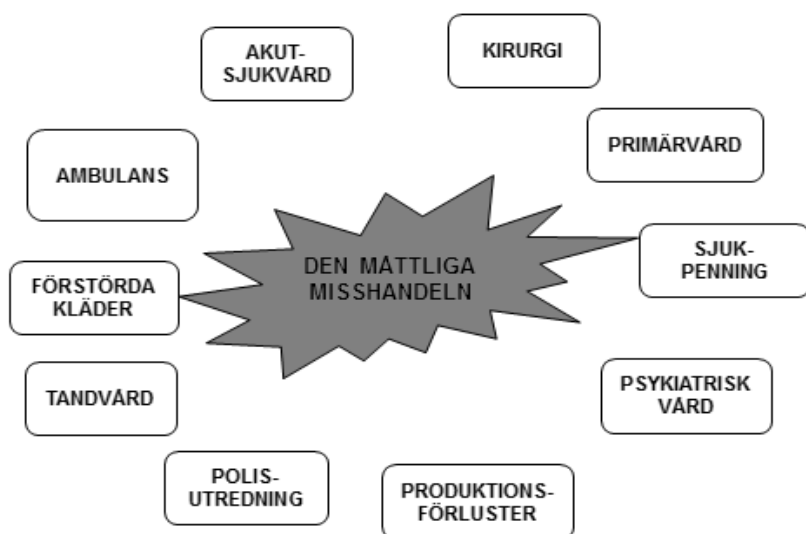 AKUT-
SJUKVÅRD
KIRURGI
PRIMÄRVÅRD
AMBULANS
DEN MÅTTLIGA
MISSHANDELN
SJUK-
PENNING
FÖRSTÖRDA
KLÄDER
TANDVÅRD
PSYKIATRISK
VÅRD
POLIS-
UTREDNING
PRODUKTIONS-
FÖRLUSTER